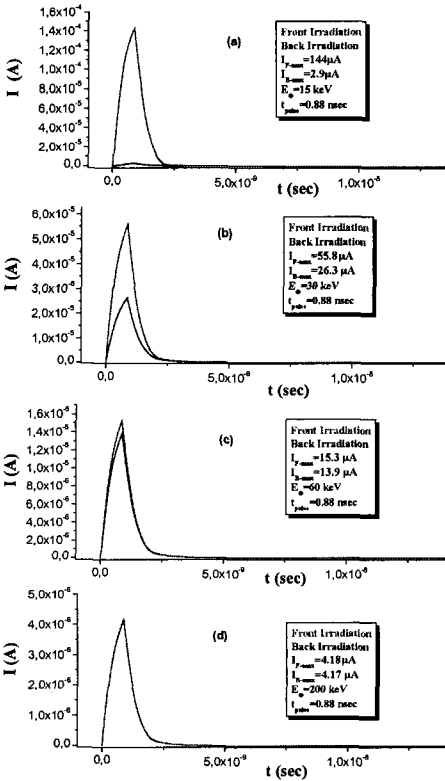 (a)
I (A)
1,6x10⁻⁴
1,4x10⁻⁴
1,2x10⁻⁴
1,0x10⁻⁴
8,0x10⁻⁵
6,0x10⁻⁵
4,0x10⁻⁵
2,0x10⁻⁵
0,0
0,0
5,0x10⁻⁹
1,0x10⁻⁸
t (sec)
Front Irradiation
Back Irradiation
I_F-max=144μA
I_B-max=2.9μA
E_Φ=15 keV
t_pulse=0.88 nsec
(b)
I (A)
6,0x10⁻⁵
5,0x10⁻⁵
4,0x10⁻⁵
3,0x10⁻⁵
2,0x10⁻⁵
1,0x10⁻⁵
0,0
0,0
5,0x10⁻⁹
1,0x10⁻⁸
t (sec)
Front Irradiation
Back Irradiation
I_F-max=55.8 μA
I_B-max=26.3 μA
E_Φ=30 keV
t_pulse=0.88 nsec
(c)
I (A)
1,6x10⁻⁵
1,4x10⁻⁵
1,2x10⁻⁵
1,0x10⁻⁵
8,0x10⁻⁶
6,0x10⁻⁶
4,0x10⁻⁶
2,0x10⁻⁶
0,0
0,0
5,0x10⁻⁹
1,0x10⁻⁸
t (sec)
Front Irradiation
Back Irradiation
I_F-max=15.3 μA
I_B-max=13.9 μA
E_Φ=60 keV
t_pulse=0.88 nsec
(d)
I (A)
5,0x10⁻⁶
4,0x10⁻⁶
3,0x10⁻⁶
2,0x10⁻⁶
1,0x10⁻⁶
0,0
0,0
5,0x10⁻⁹
1,0x10⁻⁸
t (sec)
Front Irradiation
Back Irradiation
I_F-max=4.18μA
I_B-max=4.17 μA
E_Φ=200 keV
t_pulse=0.88 nsec